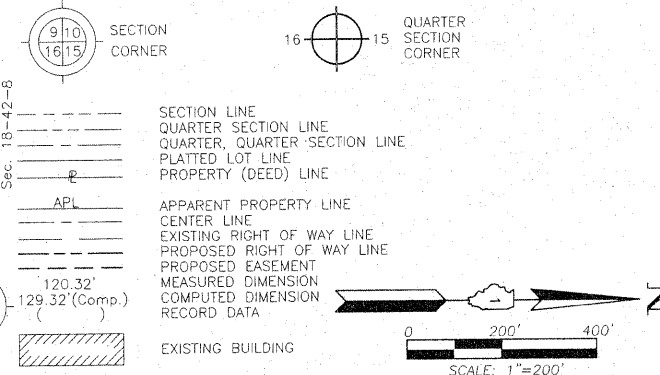 9 10
16 15
SECTION
CORNER
16
15
QUARTER
SECTION
CORNER
Sec. 18-42-8
SECTION LINE
QUARTER SECTION LINE
QUARTER, QUARTER SECTION LINE
PLATTED LOT LINE
PROPERTY (DEED) LINE
APL
APPARENT PROPERTY LINE
CENTER LINE
EXISTING RIGHT OF WAY LINE
PROPOSED RIGHT OF WAY LINE
PROPOSED EASEMENT
120.32'
MEASURED DIMENSION
129.32'(Comp.)
COMPUTED DIMENSION
( )
RECORD DATA
EXISTING BUILDING
0 200' 400'
SCALE: 1"=200'